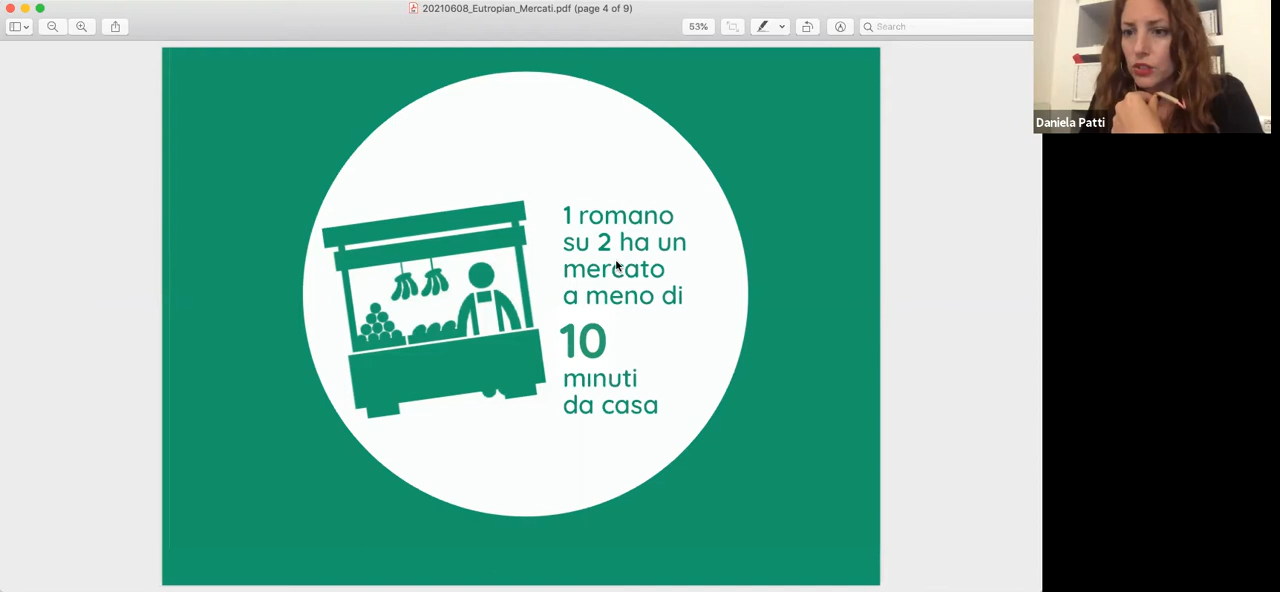 20210608_Eutropian_Mercati.pdf (page 4 of 9)
53%
Search
Daniela Patti
1 romano
su 2 ha un
mercato
a meno di
10
minuti
da casa